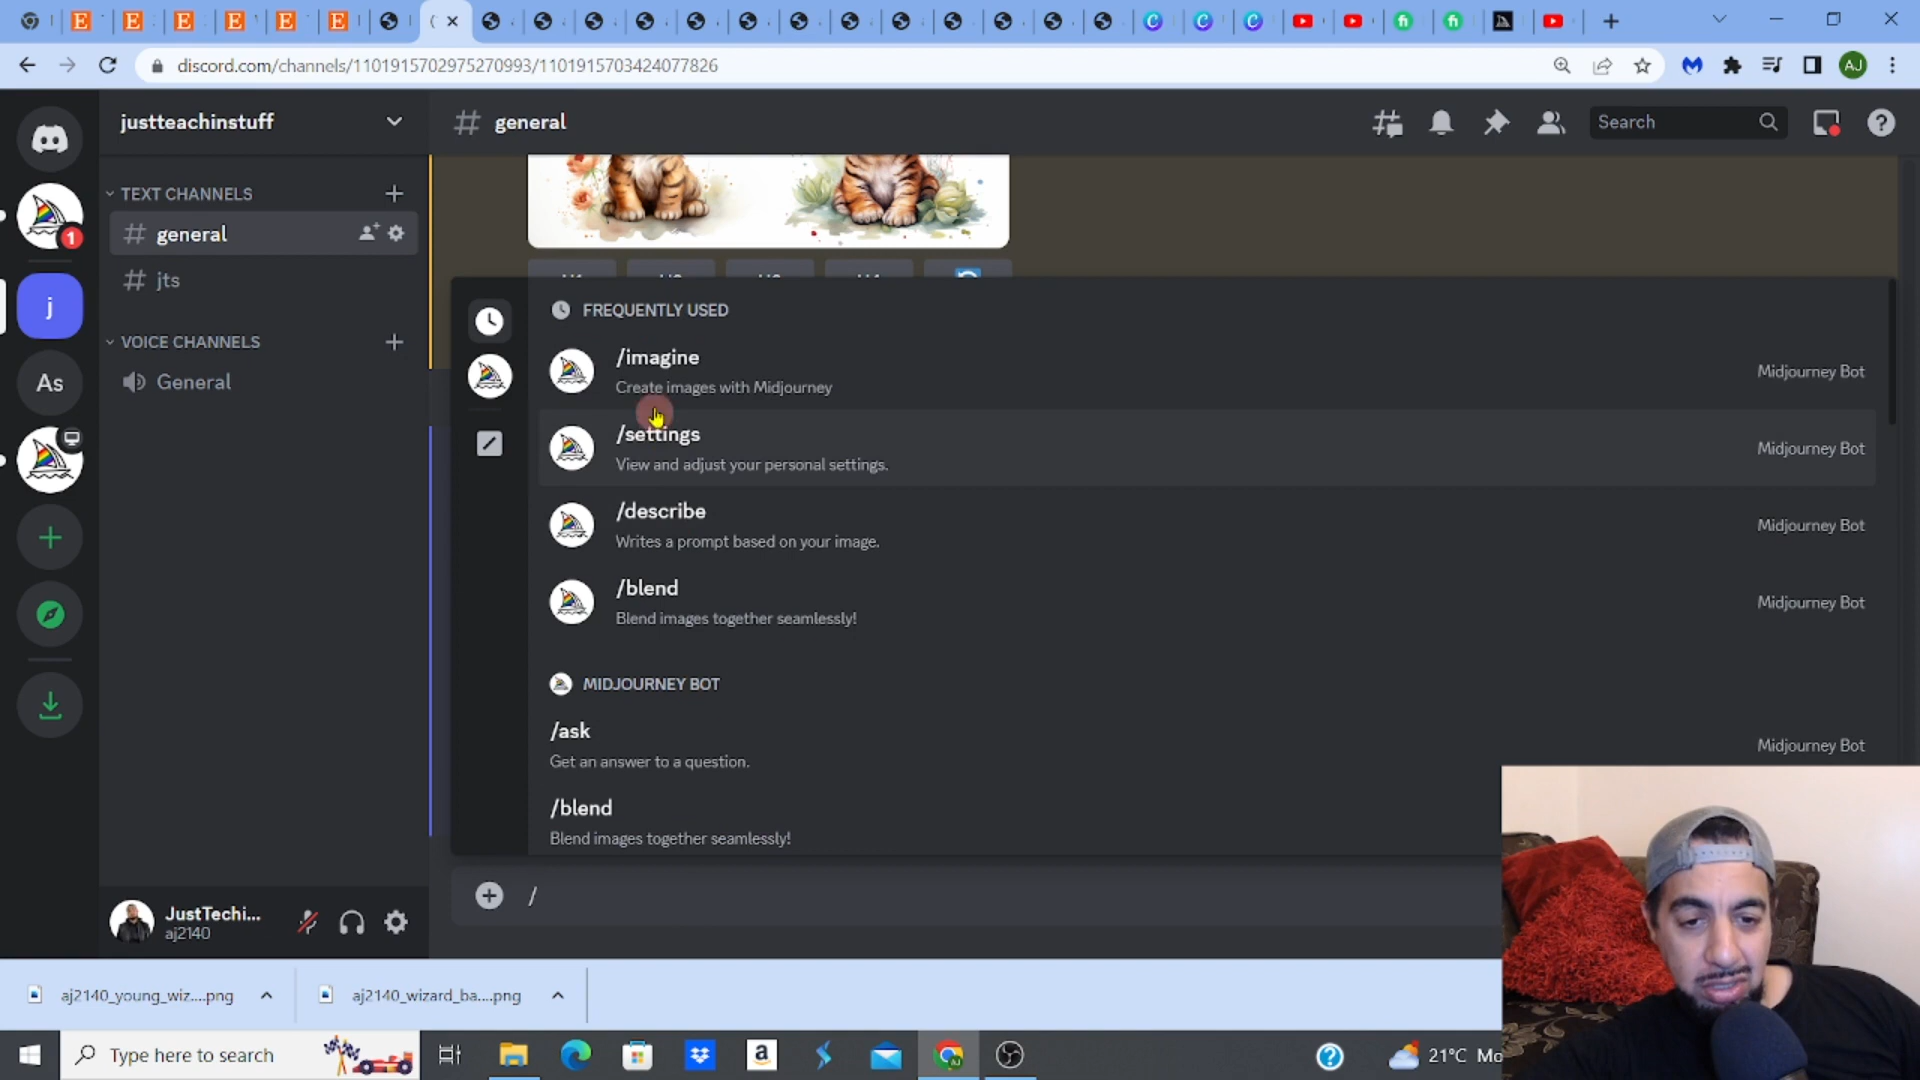 discord.com/channels/1101915702975270993/1101915703424077826
AJ
justteachinstuff
general
Search
TEXT CHANNELS
general
jts
VOICE CHANNELS
General
1
j
As
FREQUENTLY USED
/imagine
Create images with Midjourney
Midjourney Bot
/settings
View and adjust your personal settings.
Midjourney Bot
/describe
Writes a prompt based on your image.
Midjourney Bot
/blend
Blend images together seamlessly!
Midjourney Bot
MIDJOURNEY BOT
/ask
Get an answer to a question.
Midjourney Bot
/blend
Blend images together seamlessly!
/
JustTechi...
aj2140
aj2140_young_wiz....png
aj2140_wizard_ba....png
Type here to search
21°C Mo